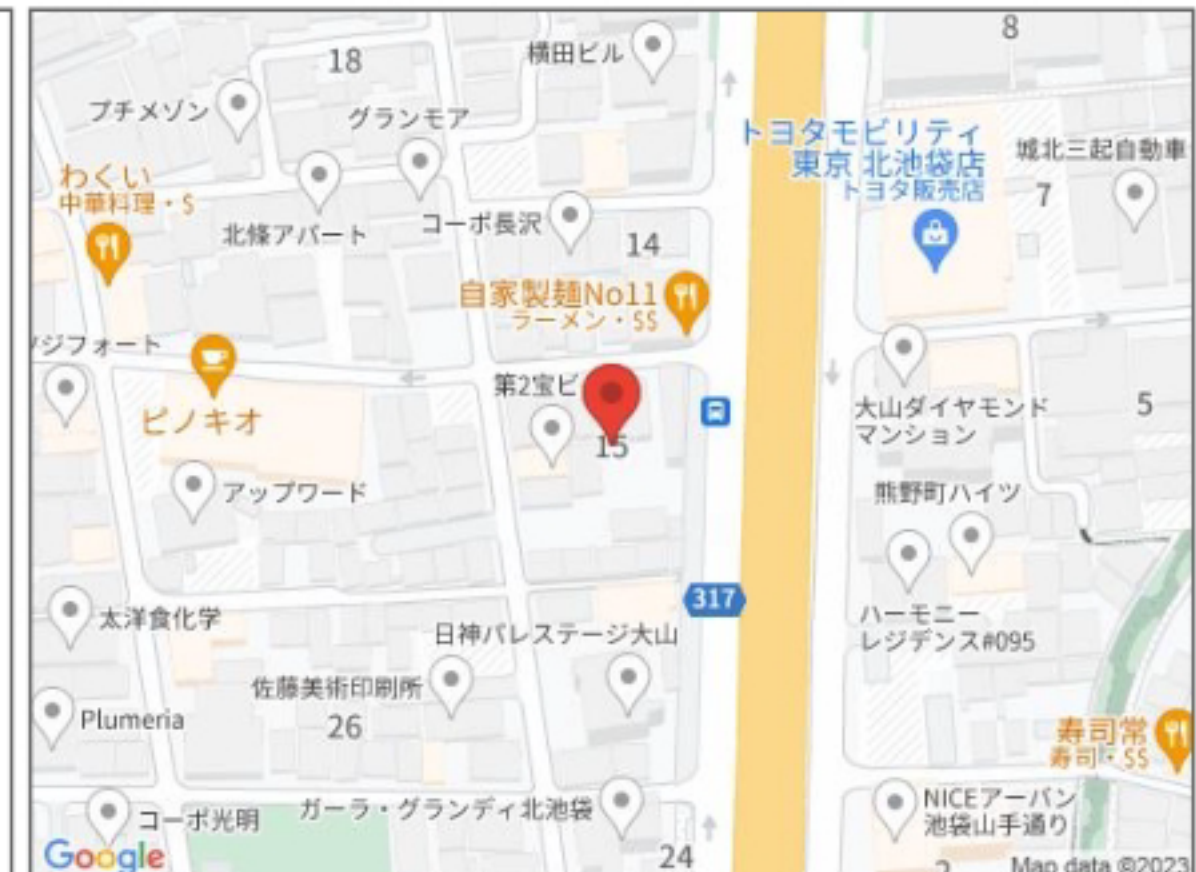 8
横田ビル
18
プチメゾン
グランモア
トヨタモビリティ
東京 北池袋店
トヨタ販売店
城北三起自動車
7
わくい
中華料理・$
北條アパート
コーポ長沢
14
自家製麺No11
ラーメン・$$
ジフォート
ピノキオ
第2宝ビ
15
大山ダイヤモンド
マンション
5
アップワード
熊野町ハイツ
317
太洋食化学
日神パレステージ大山
ハーモニー
レジデンス#095
佐藤美術印刷所
26
Plumeria
寿司常
寿司・$$
コーポ光明
ガーラ・グランディ北池袋
NICEアーバン
池袋山手通り
Google
24
2
Map data ©2023